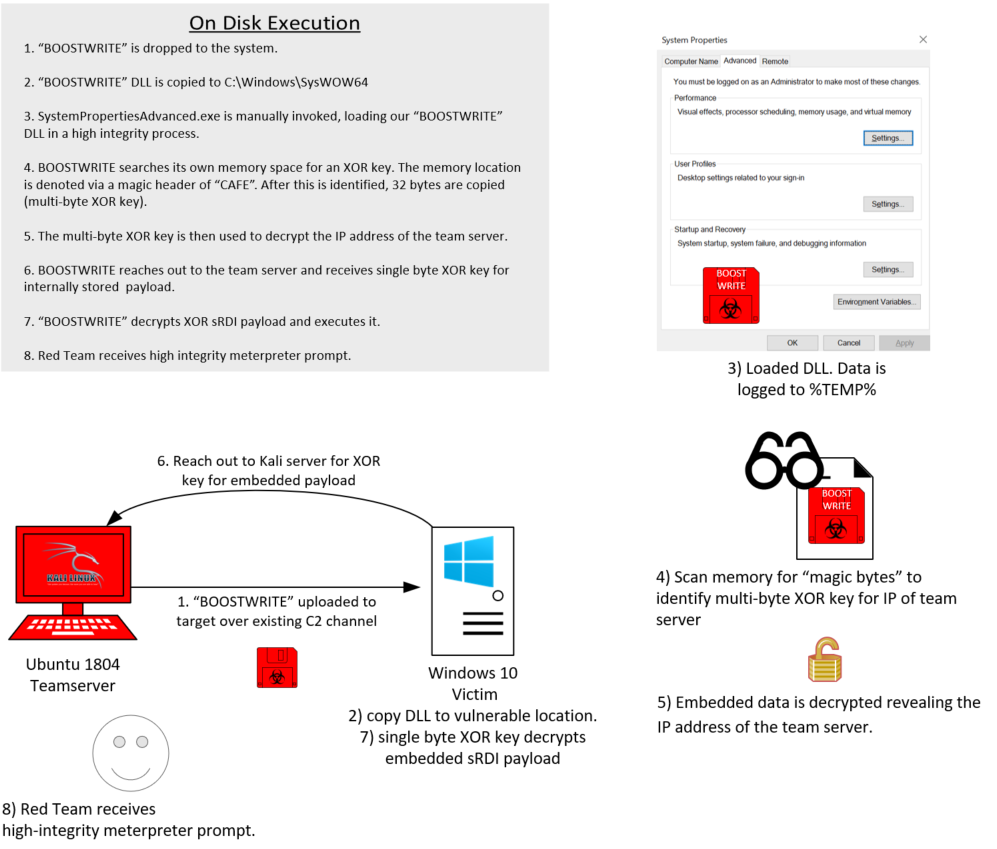 On Disk Execution
1. “BOOSTWRITE” is dropped to the system.
2. “BOOSTWRITE” DLL is copied to C:\Windows\SysWOW64
3. SystemPropertiesAdvanced.exe is manually invoked, loading our “BOOSTWRITE”
DLL in a high integrity process.
4. BOOSTWRITE searches its own memory space for an XOR key. The memory location
is denoted via a magic header of “CAFE”. After this is identified, 32 bytes are copied
(multi-byte XOR key).
5. The multi-byte XOR key is then used to decrypt the IP address of the team server.
6. BOOSTWRITE reaches out to the team server and receives single byte XOR key for
internally stored payload.
7. “BOOSTWRITE” decrypts XOR sRDI payload and executes it.
8. Red Team receives high integrity meterpreter prompt.
System Properties
Computer Name Advanced Remote
You must be logged on as an Administrator to make most of these changes.
Performance
Visual effects, processor scheduling, memory usage, and virtual memory
Settings...
User Profiles
Desktop settings related to your sign-in
Settings...
Startup and Recovery
System startup, system failure, and debugging information
Settings...
BOOST
WRITE
Environment Variables...
OK Cancel Apply
3) Loaded DLL. Data is
logged to %TEMP%
6. Reach out to Kali server for XOR
key for embedded payload
KALI LINUX
1. “BOOSTWRITE” uploaded to
target over existing C2 channel
Ubuntu 1804
Teamserver
Windows 10
Victim
2) copy DLL to vulnerable location.
7) single byte XOR key decrypts
embedded sRDI payload
8) Red Team receives
high-integrity meterpreter prompt.
BOOST
WRITE
4) Scan memory for “magic bytes” to
identify multi-byte XOR key for IP of team
server
5) Embedded data is decrypted revealing the
IP address of the team server.